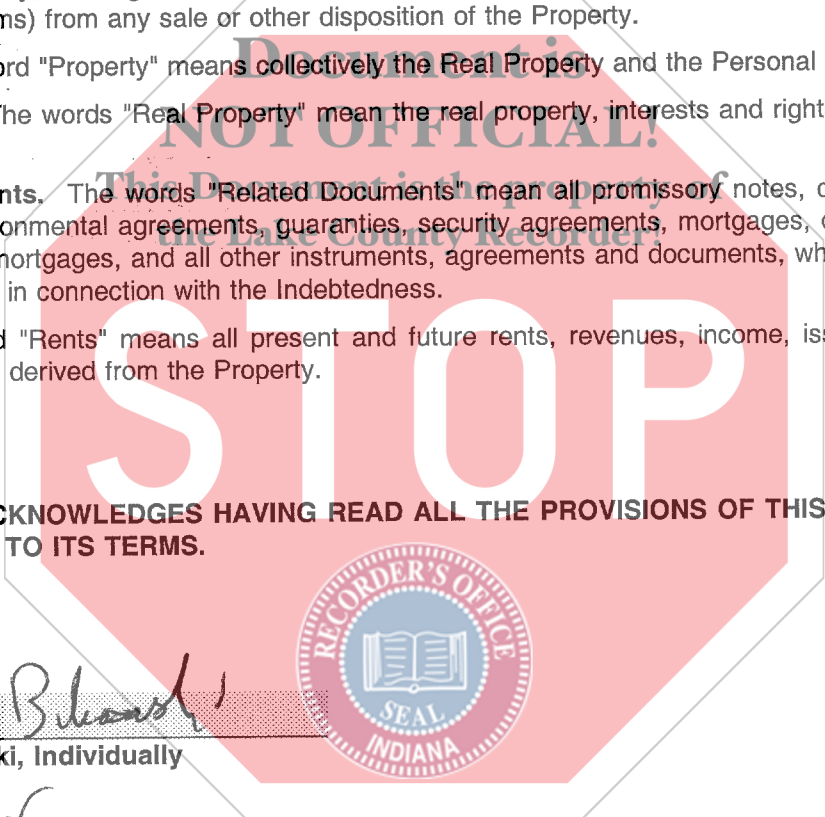 ns) from any sale or other disposition of the Property.
Document is
ord "Property" means collectively the Real Property and the Personal
The words "Real Property" mean the real property, interests and right
NOT OFFICIAL!
This Document is the property of
nts. The words "Related Documents" mean all promissory notes, c
onmental agreements, guaranties, security agreements, mortgages,
the Lake County Recorder!
mortgages, and all other instruments, agreements and documents, wh
in connection with the Indebtedness.
STOP
"Rents" means all present and future rents, revenues, income, iss
derived from the Property.
CKNOWLEDGES HAVING READ ALL THE PROVISIONS OF THIS
TO ITS TERMS.
RECORDER'S OFFICE
SEAL
INDIANA
ki, Individually